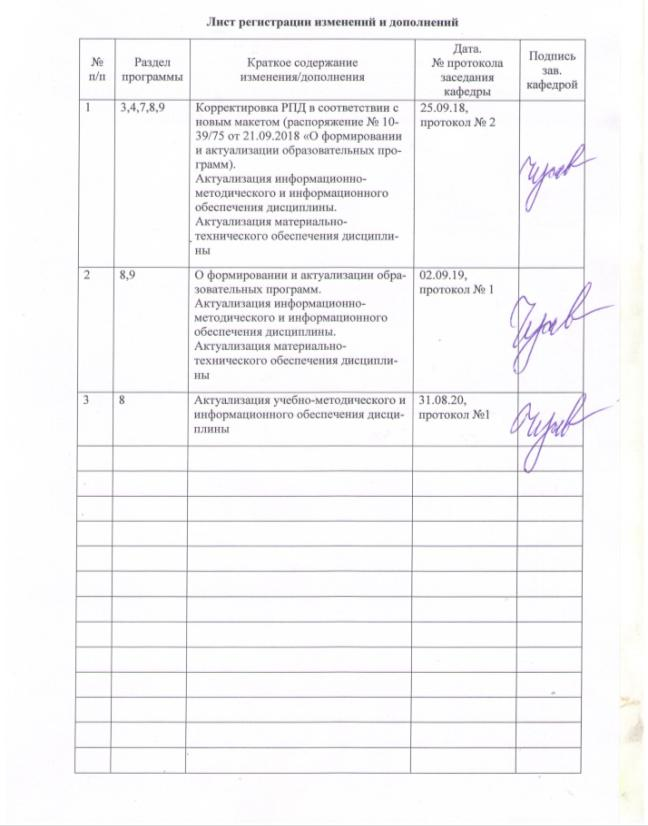 Лист регистрации изменений и дополнений
№
п/п
Раздел
программы
Краткое содержание
изменения/дополнения
Дата.
№ протокола
заседания
кафедры
Подпись
зав.
кафедрой
1
3,4,7,8,9
Корректировка РПД в соответствии с
новым макетом (распоряжение № 10-
39/75 от 21.09.2018 «О формировании
и актуализации образовательных про-
грамм).
Актуализация информационно-
методического и информационного
обеспечения дисциплины.
Актуализация материально-
технического обеспечения дисципли-
ны
25.09.18,
протокол № 2
2
8,9
О формировании и актуализации обра-
зовательных программ.
Актуализация информационно-
методического и информационного
обеспечения дисциплины.
Актуализация материально-
технического обеспечения дисципли-
ны
02.09.19,
протокол № 1
3
8
Актуализация учебно-методического и
информационного обеспечения дисци-
плины
31.08.20,
протокол №1